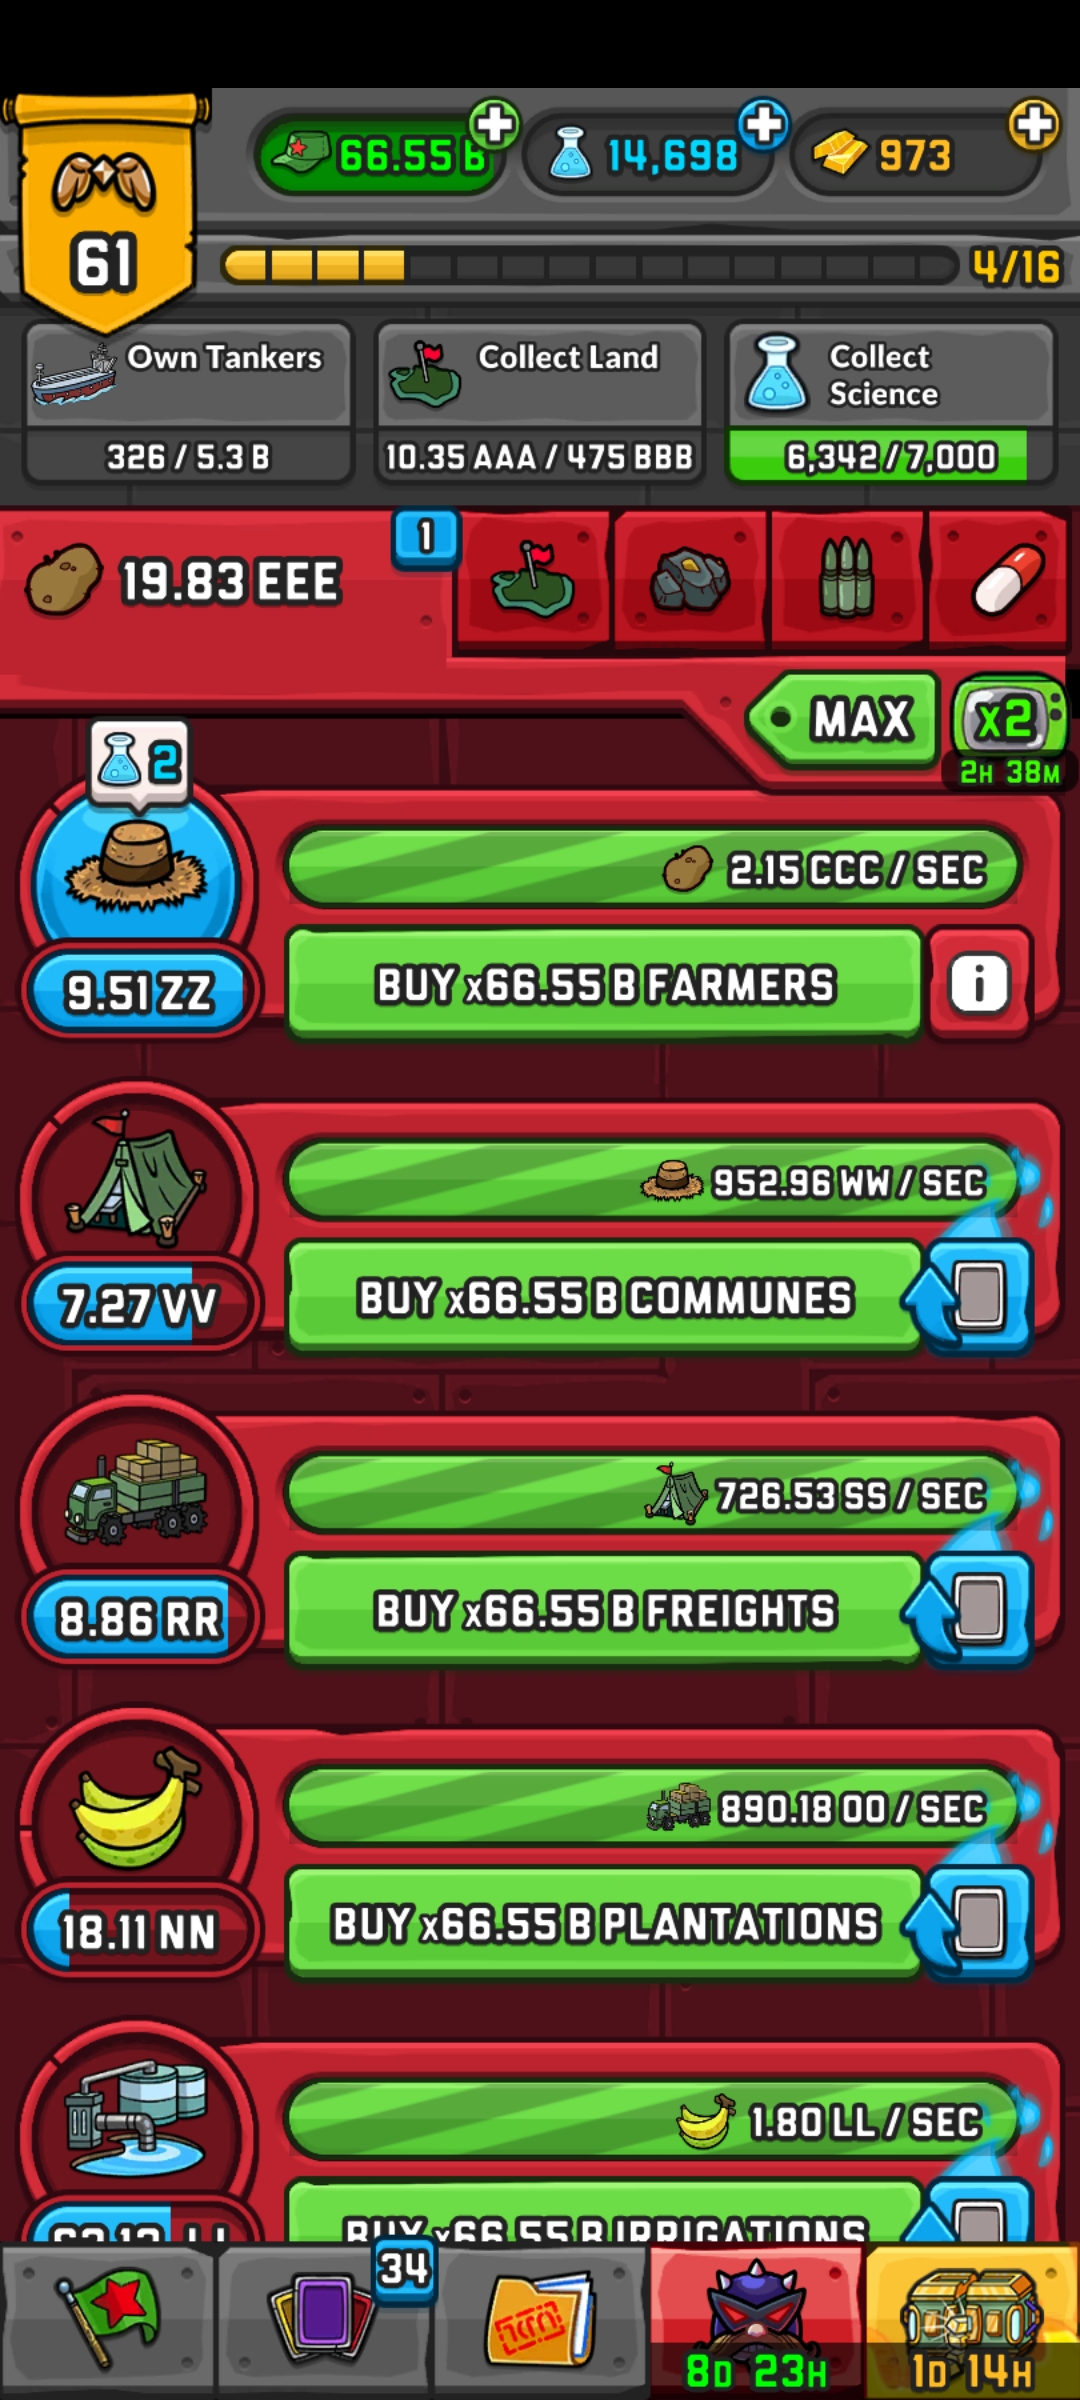 66.55 B
14,698
973
61
4/16
Own Tankers
326 / 5.3 B
Collect Land
10.35 AAA / 475 BBB
Collect
Science
6,342 / 7,000
19.83 EEE
1
MAX
x2
2H 38M
2
2.15 CCC / SEC
9.51 ZZ
BUY x66.55 B FARMERS
i
952.96 WW / SEC
7.27 VV
BUY x66.55 B COMMUNES
726.53 SS / SEC
8.86 RR
BUY x66.55 B FREIGHTS
890.18 OO / SEC
18.11 NN
BUY x66.55 B PLANTATIONS
1.80 LL / SEC
BUY x66.55 B IRRIGATIONS
34
8D 23H
1D 14H